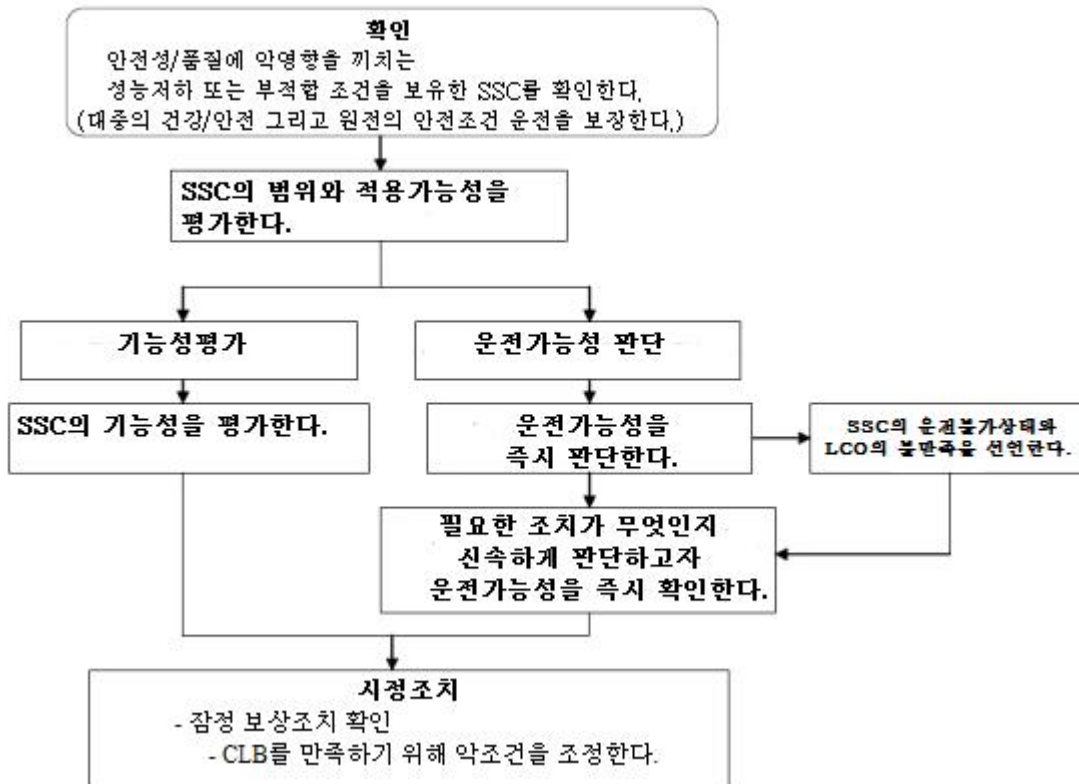 확인
안전성/품질에 악영향을 끼치는
성능저하 또는 부적합 조건을 보유한 SSC를 확인한다.
(대중의 건강/안전 그리고 원전의 안전조건 운전을 보장한다.)
SSC의 범위와 적용가능성을
평가한다.
기능성평가
운전가능성 판단
SSC의 기능성을 평가한다.
운전가능성을
즉시 판단한다.
SSC의 운전불가상태와
LCO의 불만족을 선언한다.
필요한 조치가 무엇인지
신속하게 판단하고자
운전가능성을 즉시 확인한다.
시정조치
- 잠정 보상조치 확인
- CLB를 만족하기 위해 악조건을 조정한다.